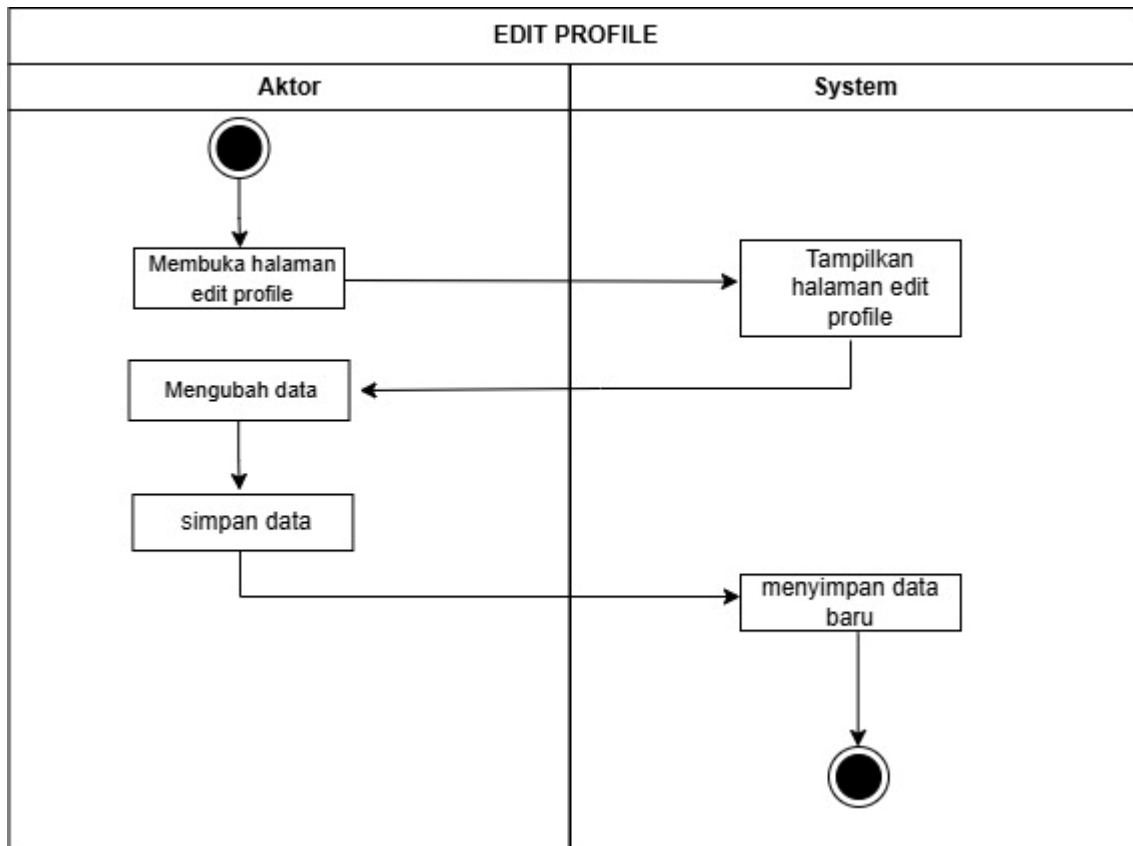 EDIT PROFILE
Aktor
System
Membuka halaman
edit profile
Tampilkan
halaman edit
profile
Mengubah data
simpan data
menyimpan data
baru